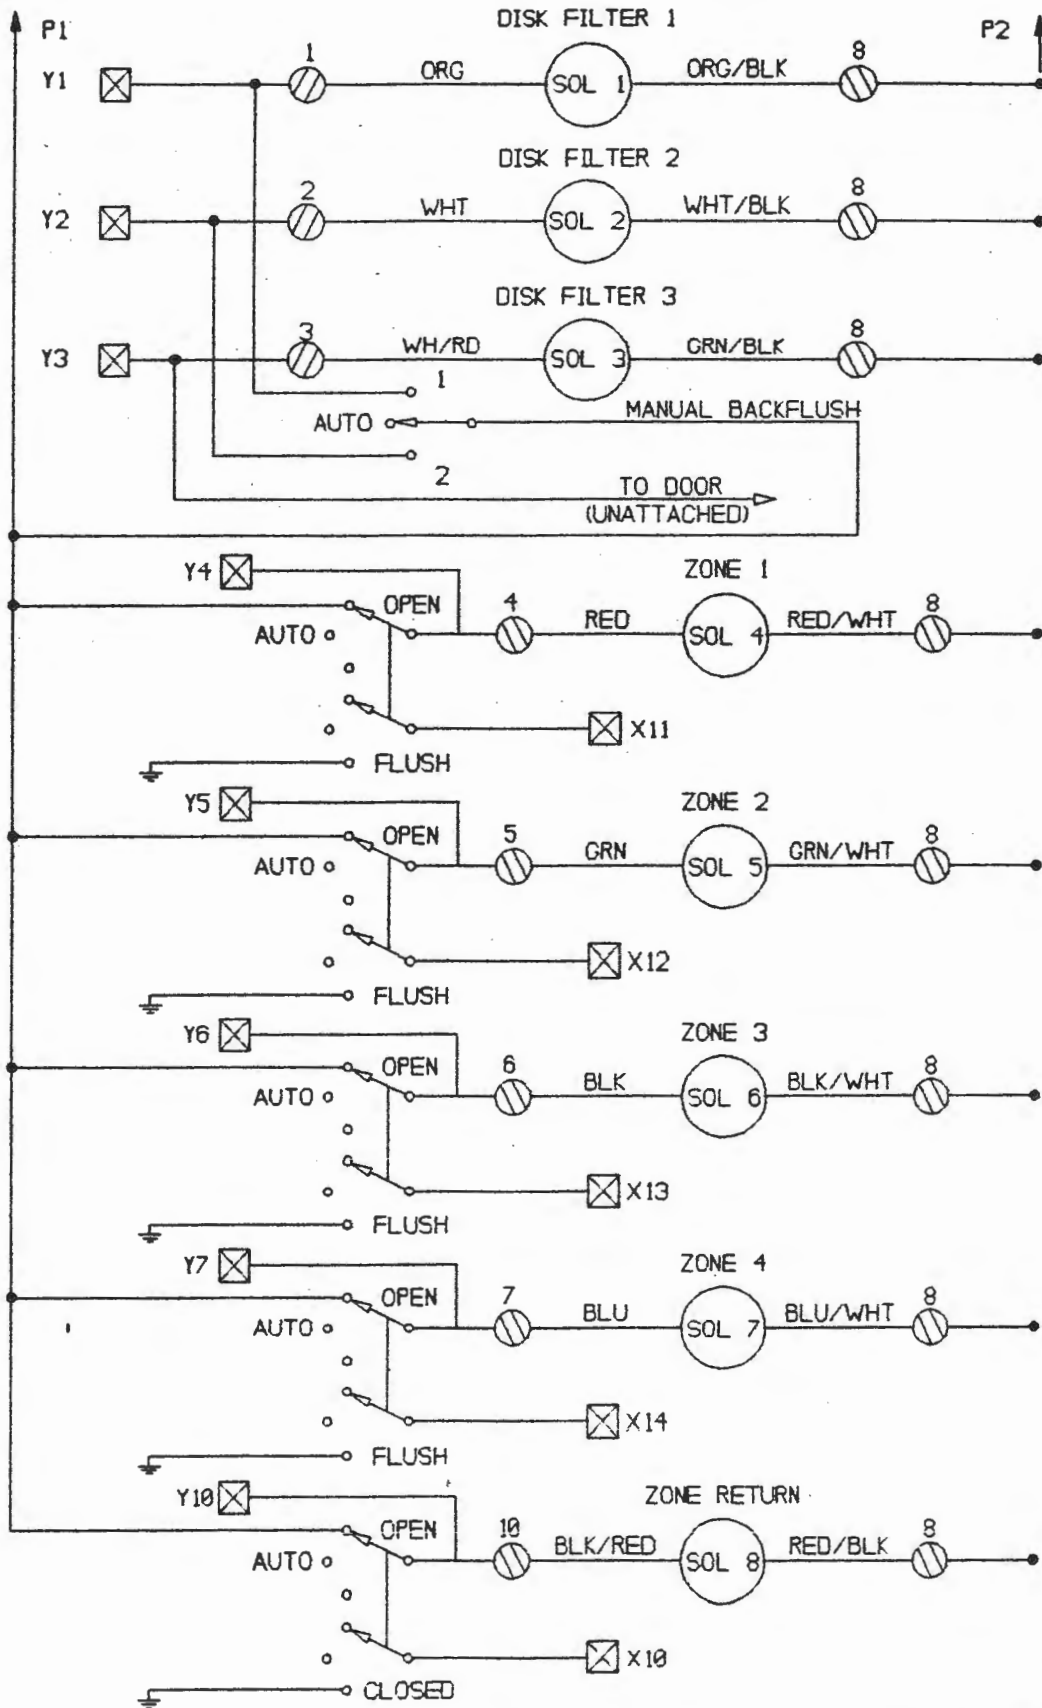 DISK FILTER 1
P1
P2
Y1
1
ORG
SOL 1
ORG/BLK
8
DISK FILTER 2
Y2
2
WHT
SOL 2
WHT/BLK
8
DISK FILTER 3
Y3
3
WH/RD
SOL 3
GRN/BLK
8
1
AUTO
MANUAL BACKFLUSH
2
TO DOOR
(UNATTACHED)
Y4
ZONE 1
OPEN
4
RED
SOL 4
RED/WHT
8
AUTO
X11
FLUSH
Y5
ZONE 2
OPEN
5
GRN
SOL 5
GRN/WHT
8
AUTO
X12
FLUSH
Y6
ZONE 3
OPEN
6
BLK
SOL 6
BLK/WHT
8
AUTO
X13
FLUSH
Y7
ZONE 4
OPEN
7
BLU
SOL 7
BLU/WHT
8
AUTO
X14
FLUSH
Y10
ZONE RETURN
OPEN
10
BLK/RED
SOL 8
RED/BLK
8
AUTO
X10
CLOSED